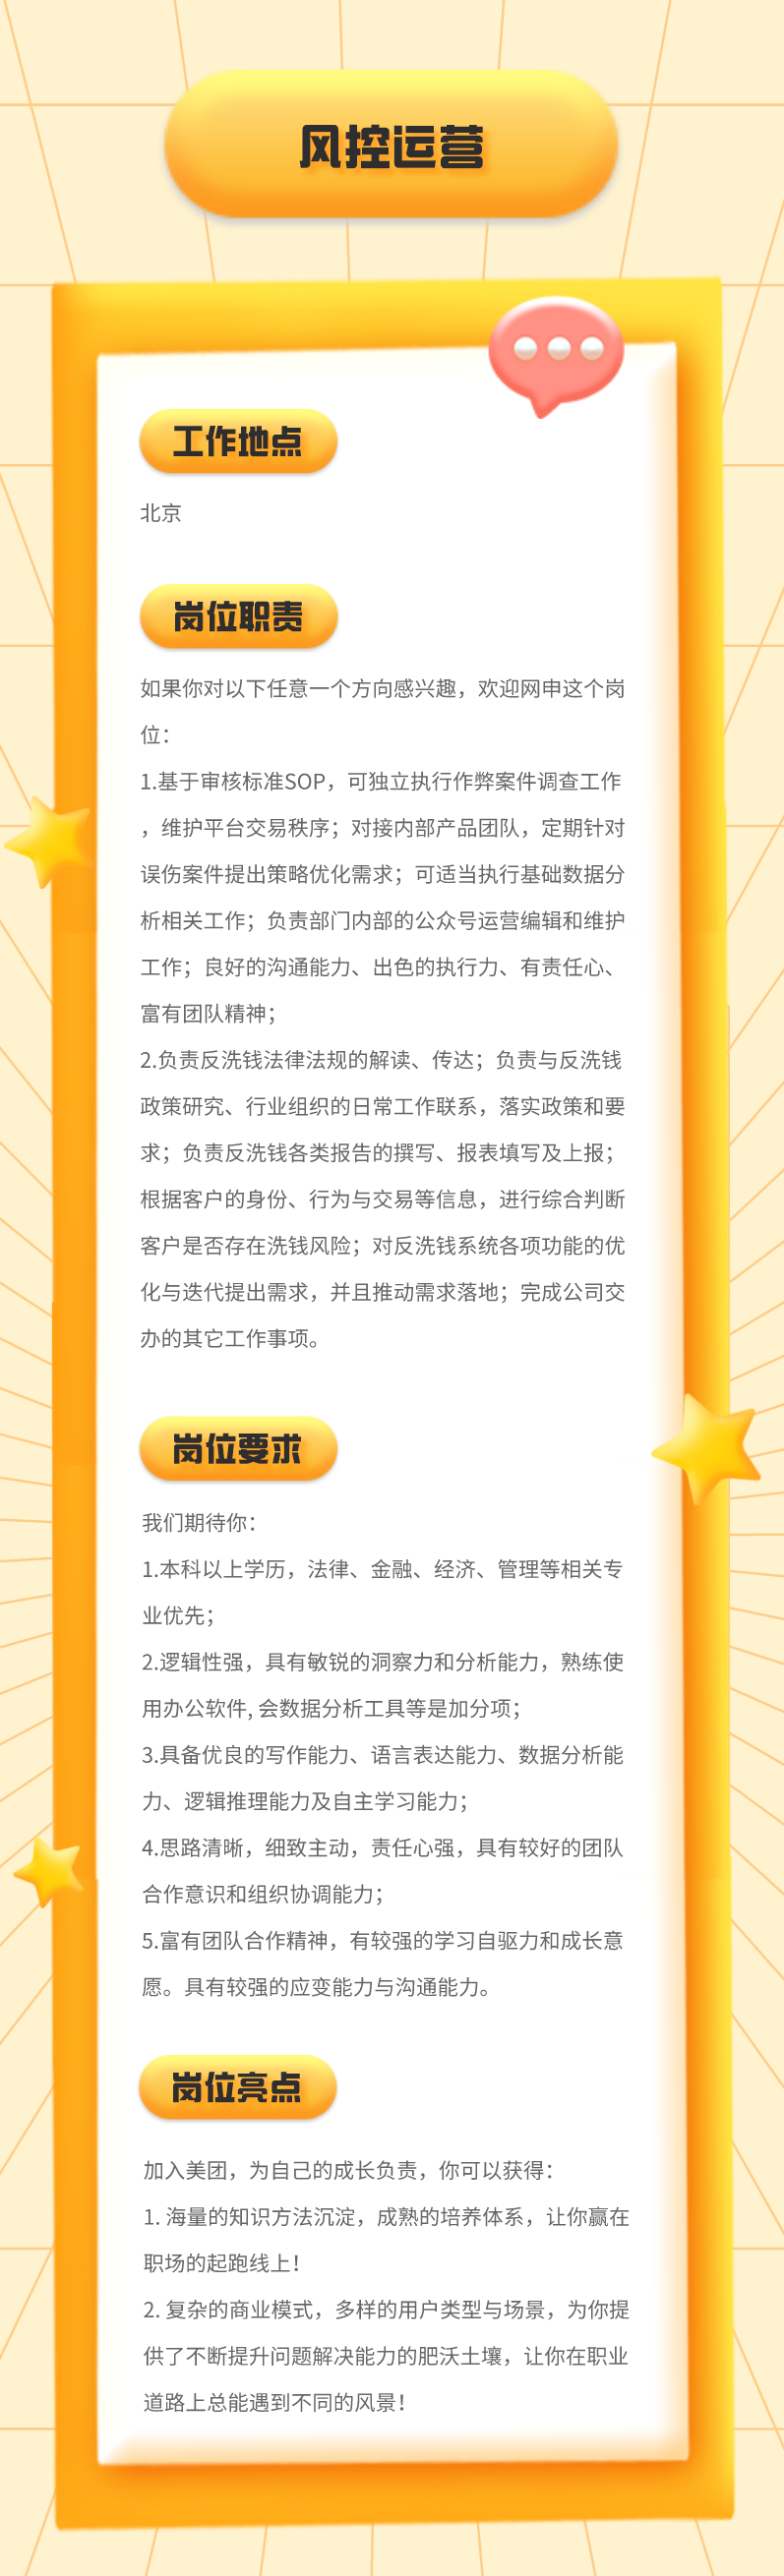 风控运营
工作地点
北京
岗位职责
如果你对以下任意一个方向感兴趣，欢迎网申这个岗
位：
1.基于审核标准SOP，可独立执行作弊案件调查工作
，维护平台交易秩序；对接内部产品团队，定期针对
误伤案件提出策略优化需求；可适当执行基础数据分
析相关工作；负责部门内部的公众号运营编辑和维护
工作；良好的沟通能力、出色的执行力、有责任心、
富有团队精神；
2.负责反洗钱法律法规的解读、传达；负责与反洗钱
政策研究、行业组织的日常工作联系，落实政策和要
求；负责反洗钱各类报告的撰写、报表填写及上报；
根据客户的身份、行为与交易等信息，进行综合判断
客户是否存在洗钱风险；对反洗钱系统各项功能的优
化与迭代提出需求，并且推动需求落地；完成公司交
办的其它工作事项。
岗位要求
我们期待你：
1.本科以上学历，法律、金融、经济、管理等相关专
业优先；
2.逻辑性强，具有敏锐的洞察力和分析能力，熟练使
用办公软件, 会数据分析工具等是加分项；
3.具备优良的写作能力、语言表达能力、数据分析能
力、逻辑推理能力及自主学习能力；
4.思路清晰，细致主动，责任心强，具有较好的团队
合作意识和组织协调能力；
5.富有团队合作精神，有较强的学习自驱力和成长意
愿。具有较强的应变能力与沟通能力。
岗位亮点
加入美团，为自己的成长负责，你可以获得：
1. 海量的知识方法沉淀，成熟的培养体系，让你赢在
职场的起跑线上！
2. 复杂的商业模式，多样的用户类型与场景，为你提
供了不断提升问题解决能力的肥沃土壤，让你在职业
道路上总能遇到不同的风景！